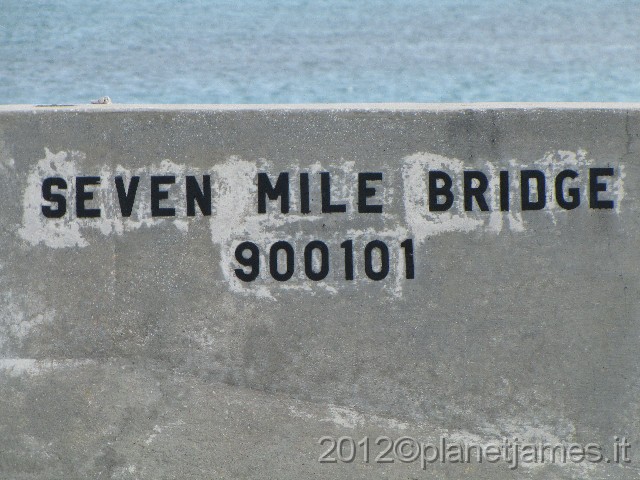 SEVEN MILE BRIDGE
900101
2012©planetjames.it